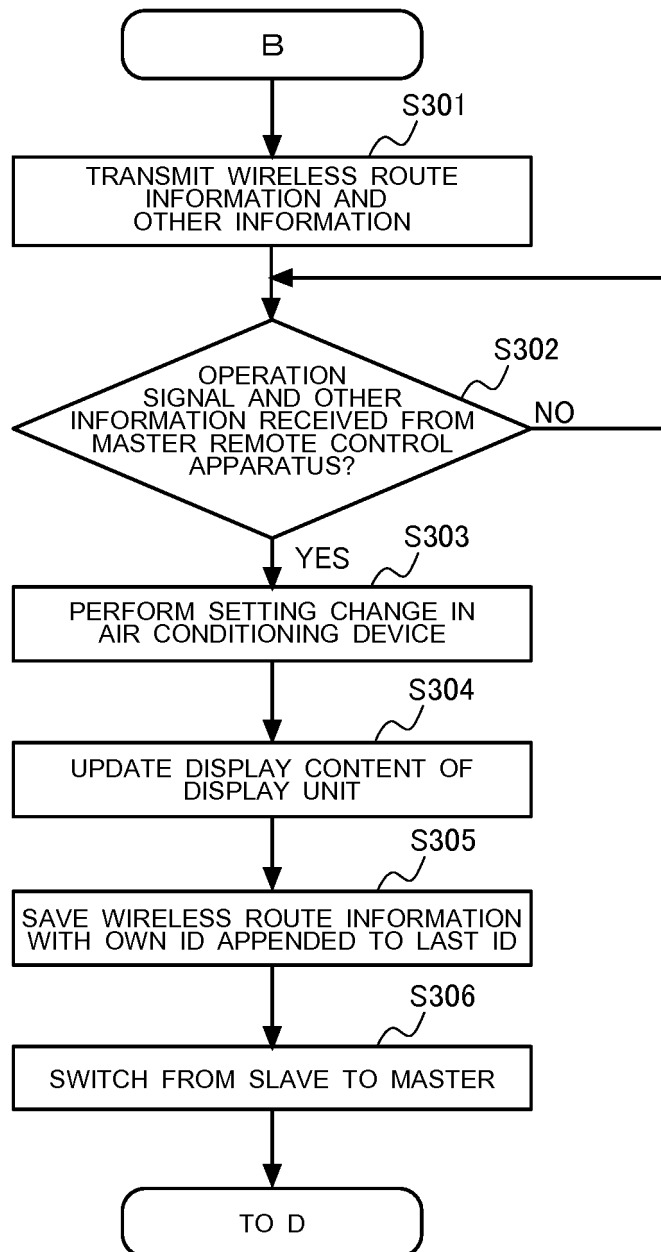 B
S301
TRANSMIT WIRELESS ROUTE
INFORMATION AND
OTHER INFORMATION
S302
OPERATION
SIGNAL AND OTHER
INFORMATION RECEIVED FROM
MASTER REMOTE CONTROL
APPARATUS?
NO
YES
S303
PERFORM SETTING CHANGE IN
AIR CONDITIONING DEVICE
S304
UPDATE DISPLAY CONTENT OF
DISPLAY UNIT
S305
SAVE WIRELESS ROUTE INFORMATION
WITH OWN ID APPENDED TO LAST ID
S306
SWITCH FROM SLAVE TO MASTER
TO D